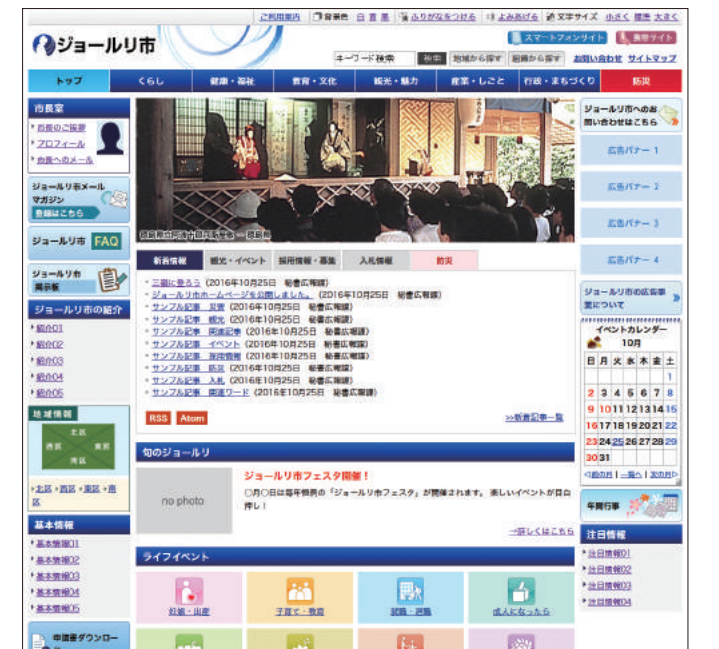 ご利用案内 背景色 白 青 黒 ふりがなをつける よみあげる 文字サイズ 小さく 標準 大きく
ジョールリ市
スマートフォンサイト 携帯サイト
キーワード検索 検索 地域から探す 組織から探す お問い合わせ サイトマップ
トップ くらし 健康・福祉 教育・文化 観光・魅力 産業・しごと 行政・まちづくり 防災
市長室
市長のご挨拶
プロフィール
市長へのメール
ジョールリ市メール
マガジン
登録はこちら
ジョールリ市 FAQ
ジョールリ市
掲示板
ジョールリ市の紹介
紹介01
紹介02
紹介03
紹介04
紹介05
地域情報
北区
西区 東区
南区
北区 西区 東区 南
区
基本情報
基本情報01
基本情報02
基本情報03
基本情報04
基本情報05
申請書ダウンロー
新着情報 観光・イベント 採用情報・募集 入札情報 防災
三嶺に登ろう (2016年10月25日 秘書広報課)
ジョールリ市ホームページを公開しました。 (2016年10月25日 秘書広報課)
サンプル記事 災害 (2016年10月25日 秘書広報課)
サンプル記事 観光 (2016年10月25日 秘書広報課)
サンプル記事 関連記事 (2016年10月25日 秘書広報課)
サンプル記事 イベント (2016年10月25日 秘書広報課)
サンプル記事 採用情報 (2016年10月25日 秘書広報課)
サンプル記事 防災 (2016年10月25日 秘書広報課)
サンプル記事 入札 (2016年10月25日 秘書広報課)
サンプル記事 関連ワード (2016年10月25日 秘書広報課)
RSS Atom
>>新着記事一覧
旬のジョールリ
no photo
ジョールリ市フェスタ開催！
〇月〇日は毎年恒例の「ジョールリ市フェスタ」が開催されます。 楽しいイベントが目白
押し！
→詳しくはこちら
ライフイベント
妊娠・出産 子育て・教育 就職・退職 成人になったら
ジョールリ市へのお
問い合わせはこちら
広告バナー 1
広告バナー 2
広告バナー 3
広告バナー 4
ジョールリ市の広告事
業について
イベントカレンダー
10月
日 月 火 水 木 金 土
1
2 3 4 5 6 7 8
9 10 11 12 13 14 15
16 17 18 19 20 21 22
23 24 25 26 27 28 29
30 31
◁前の月 | 一覧へ | 次の月▷
年間行事
注目情報
注目情報01
注目情報02
注目情報03
注目情報04